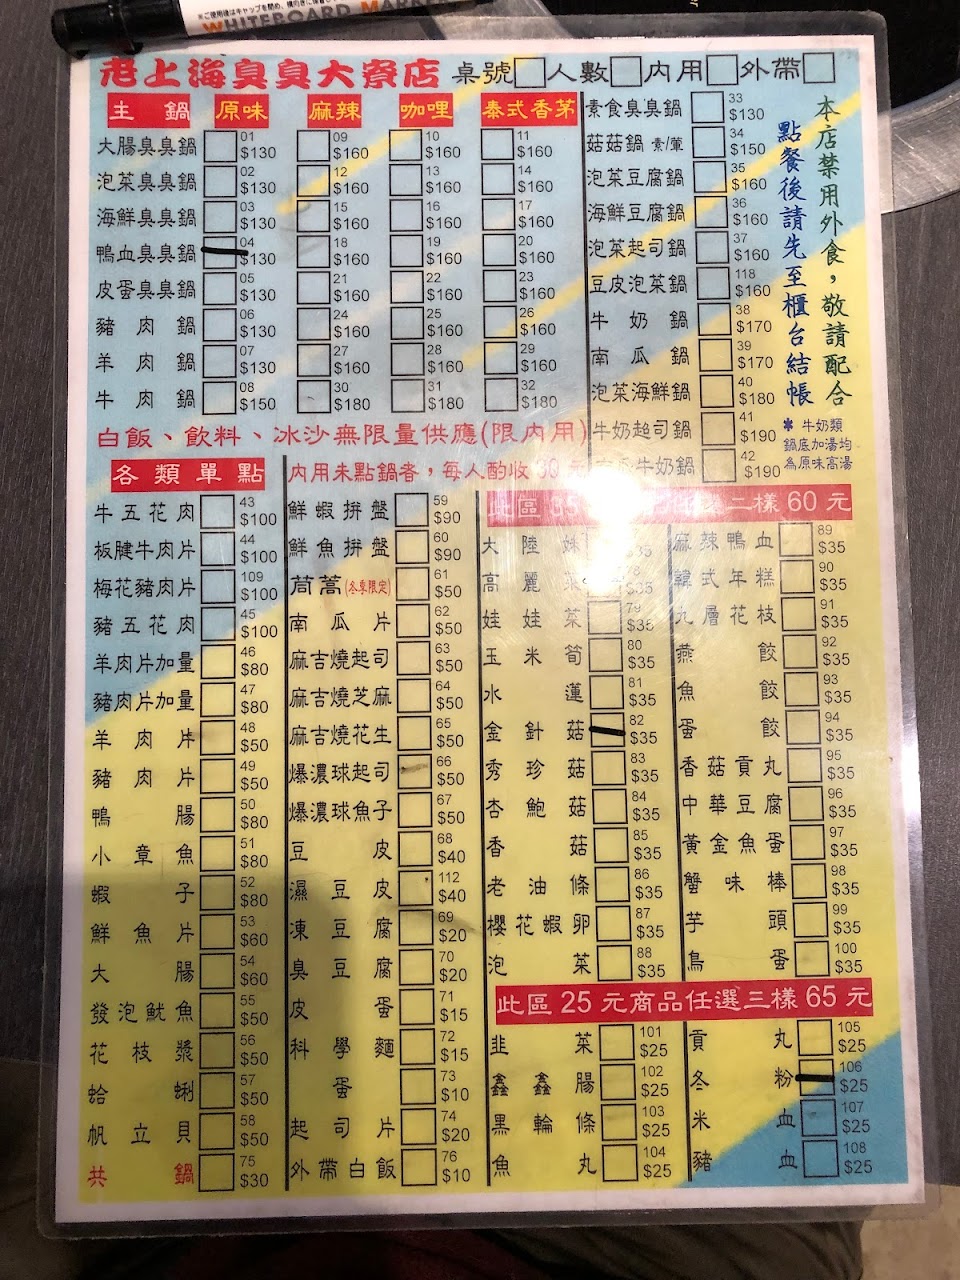 ※ご使用後はキャップを閉め、横向きに保管し
WHITEBOARD MARKER
老上海臭臭大寮店 桌號 人數 內用 外帶
主鍋 原味 麻辣 咖哩 泰式香茅
大腸臭臭鍋 01 $130 09 $160 10 $160 11 $160
泡菜臭臭鍋 02 $130 12 $160 13 $160 14 $160
海鮮臭臭鍋 03 $130 15 $160 16 $160 17 $160
鴨血臭臭鍋 04 $130 18 $160 19 $160 20 $160
皮蛋臭臭鍋 05 $130 21 $160 22 $160 23 $160
豬肉鍋 06 $130 24 $160 25 $160 26 $160
羊肉鍋 07 $130 27 $160 28 $160 29 $160
牛肉鍋 08 $150 30 $180 31 $180 32 $180
素食臭臭鍋 33 $130
菇菇鍋 素/葷 34 $150
泡菜豆腐鍋 35 $160
海鮮豆腐鍋 36 $160
泡菜起司鍋 37 $160
豆皮泡菜鍋 118 $160
牛奶鍋 38 $170
南瓜鍋 39 $170
泡菜海鮮鍋 40 $180
牛奶起司鍋 41 $190
牛奶鍋 42 $190
本店禁用外食，敬請配合
點餐後請先至櫃台結帳
* 牛奶類
鍋底加湯均
為原味高湯
白飯、飲料、冰沙無限量供應(限內用)
內用未點鍋者，每人酌收 元
各類單點
牛五花肉 43 $100
板腱牛肉片 44 $100
梅花豬肉片 109 $100
豬五花肉 45 $100
羊肉片加量 46 $80
豬肉片加量 47 $80
羊肉片 48 $50
豬肉片 49 $50
鴨腸 50 $80
小章魚 51 $80
蝦子 52 $80
鮮魚片 53 $60
大腸 54 $60
發泡魷魚 55 $50
花枝漿 56 $50
蛤蜊 57 $50
帆立貝 58 $50
共鍋 75 $30
鮮蝦拼盤 59 $90
鮮魚拼盤 60 $90
茼蒿(冬季限定) 61 $50
南瓜片 62 $50
麻吉燒起司 63 $50
麻吉燒芝麻 64 $50
麻吉燒花生 65 $50
爆濃球起司 66 $50
爆濃球魚子 67 $50
豆皮 68 $40
濕豆皮 112 $40
凍豆腐 69 $20
臭豆腐 70 $20
皮蛋 71 $15
科學麵 72 $15
蛋 73 $10
起司片 74 $20
外帶白飯 76 $10
此區 35 二樣 60 元
大陸妹 $35
高麗菜 78 $35
娃娃菜 79 $35
玉米筍 80 $35
水蓮 81 $35
金針菇 82 $35
秀珍菇 83 $35
杏鮑菇 84 $35
香菇 85 $35
老油條 86 $35
櫻花蝦卵 87 $35
泡菜 88 $35
麻辣鴨血 89 $35
韓式年糕 90 $35
九層花枝 91 $35
燕餃 92 $35
魚餃 93 $35
蛋餃 94 $35
香菇貢丸 95 $35
中華豆腐 96 $35
黃金魚蛋 97 $35
蟹味棒 98 $35
芋頭 99 $35
鳥蛋 100 $35
此區 25 元商品任選三樣 65 元
韭菜 101 $25
鑫鑫腸 102 $25
黑輪條 103 $25
魚丸 104 $25
貢丸 105 $25
冬粉 106 $25
米血 107 $25
豬血 108 $25